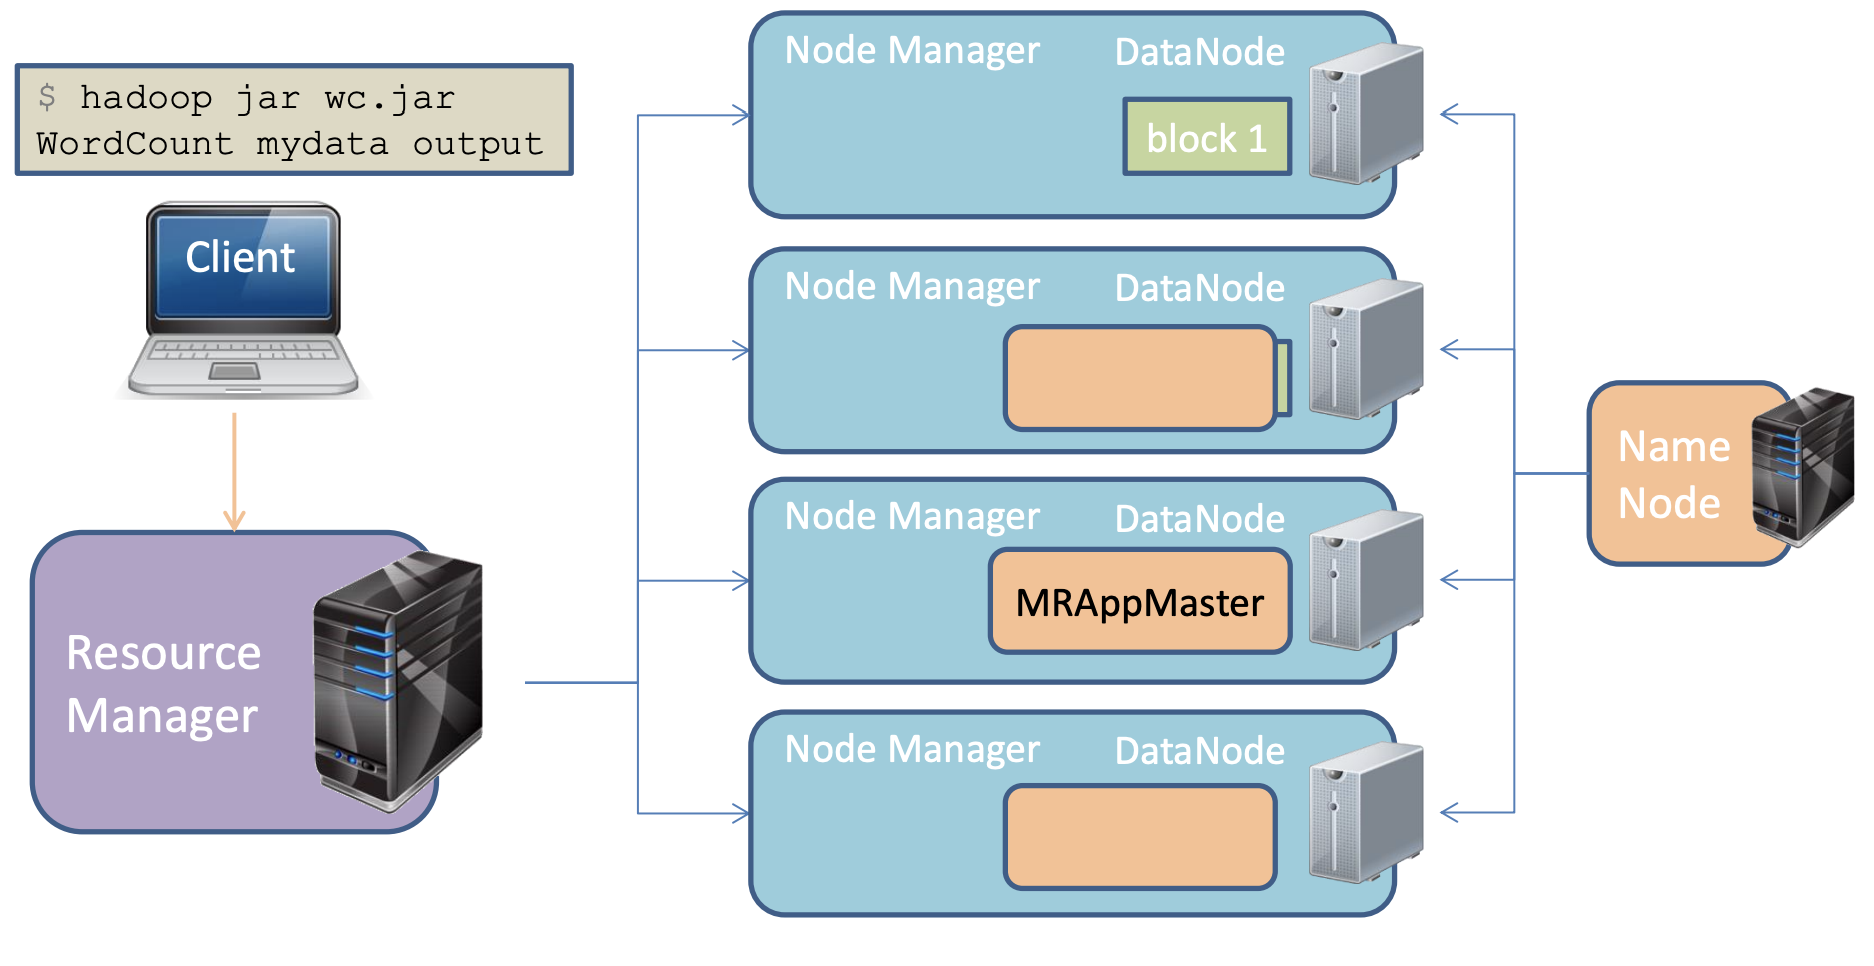 $ hadoop jar wc.jar
WordCount mydata output
Client
Resource
Manager
Node Manager
DataNode
block 1
Node Manager
DataNode
Node Manager
DataNode
MRAppMaster
Node Manager
DataNode
Name
Node